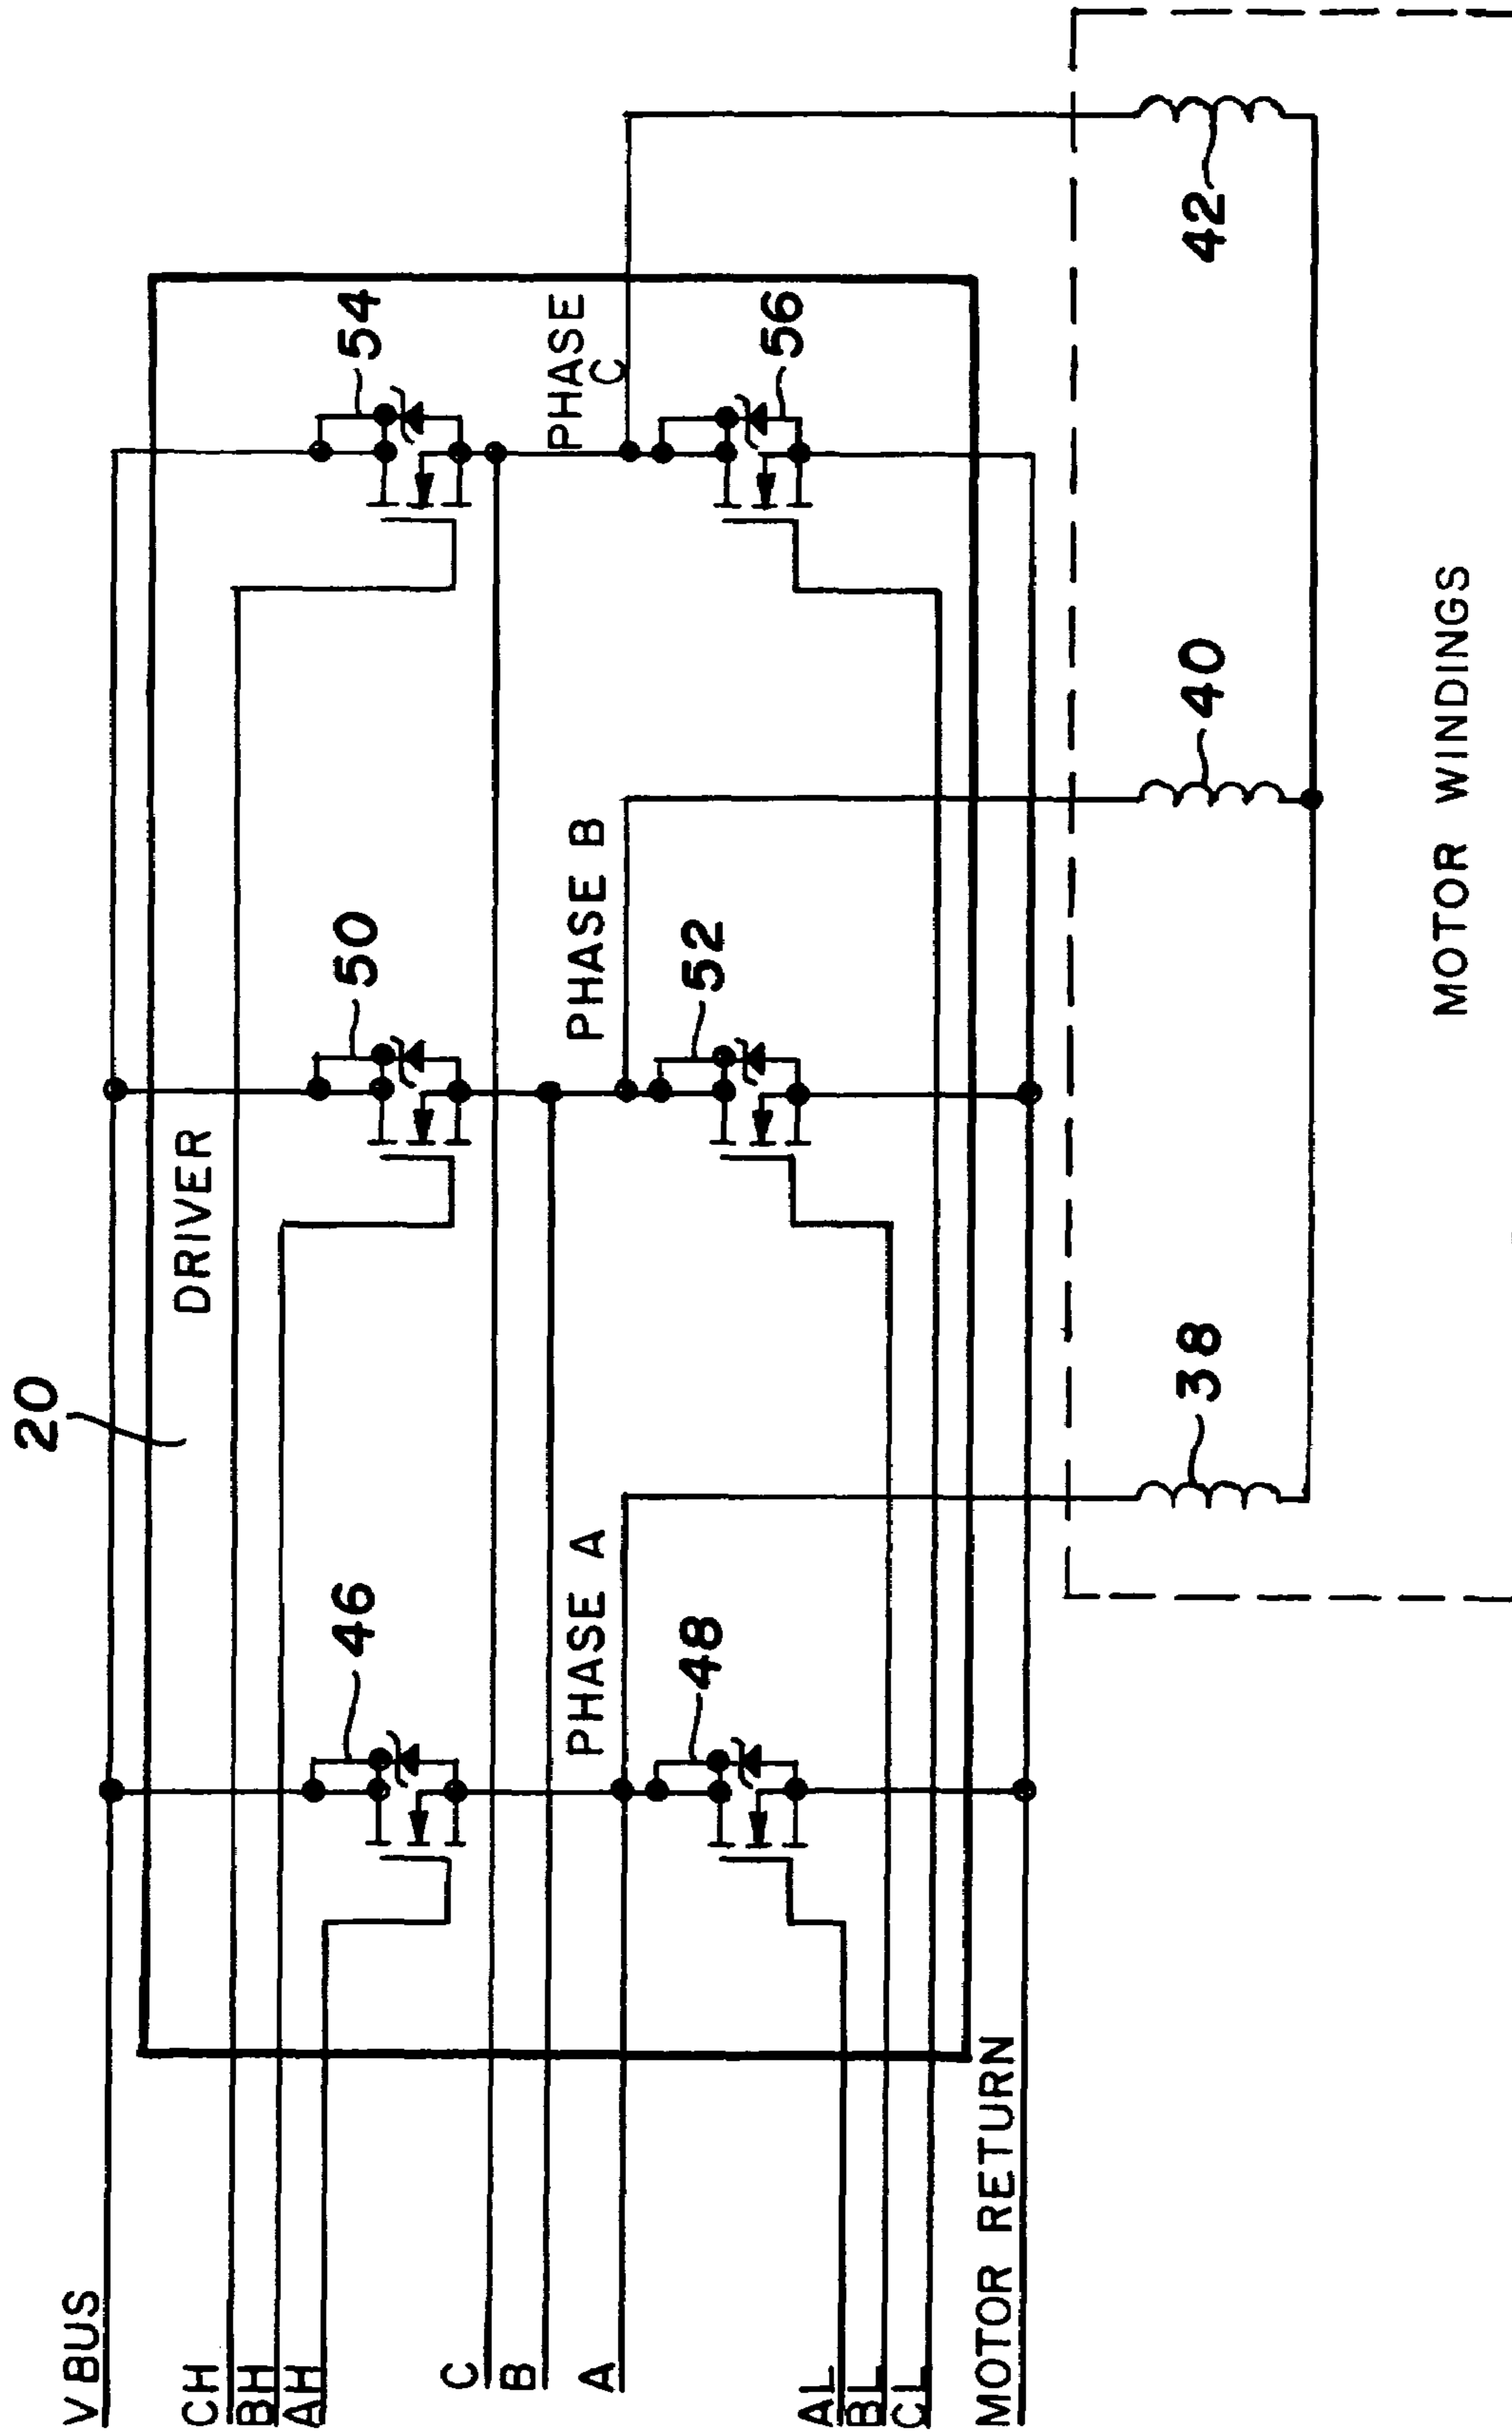 20
V BUS
DRIVER
CH
BH
AH
46
50
54
C
B
A
PHASE A
PHASE B
PHASE
C
48
52
56
AL
BL
CL
MOTOR RETURN
38
40
42
MOTOR WINDINGS